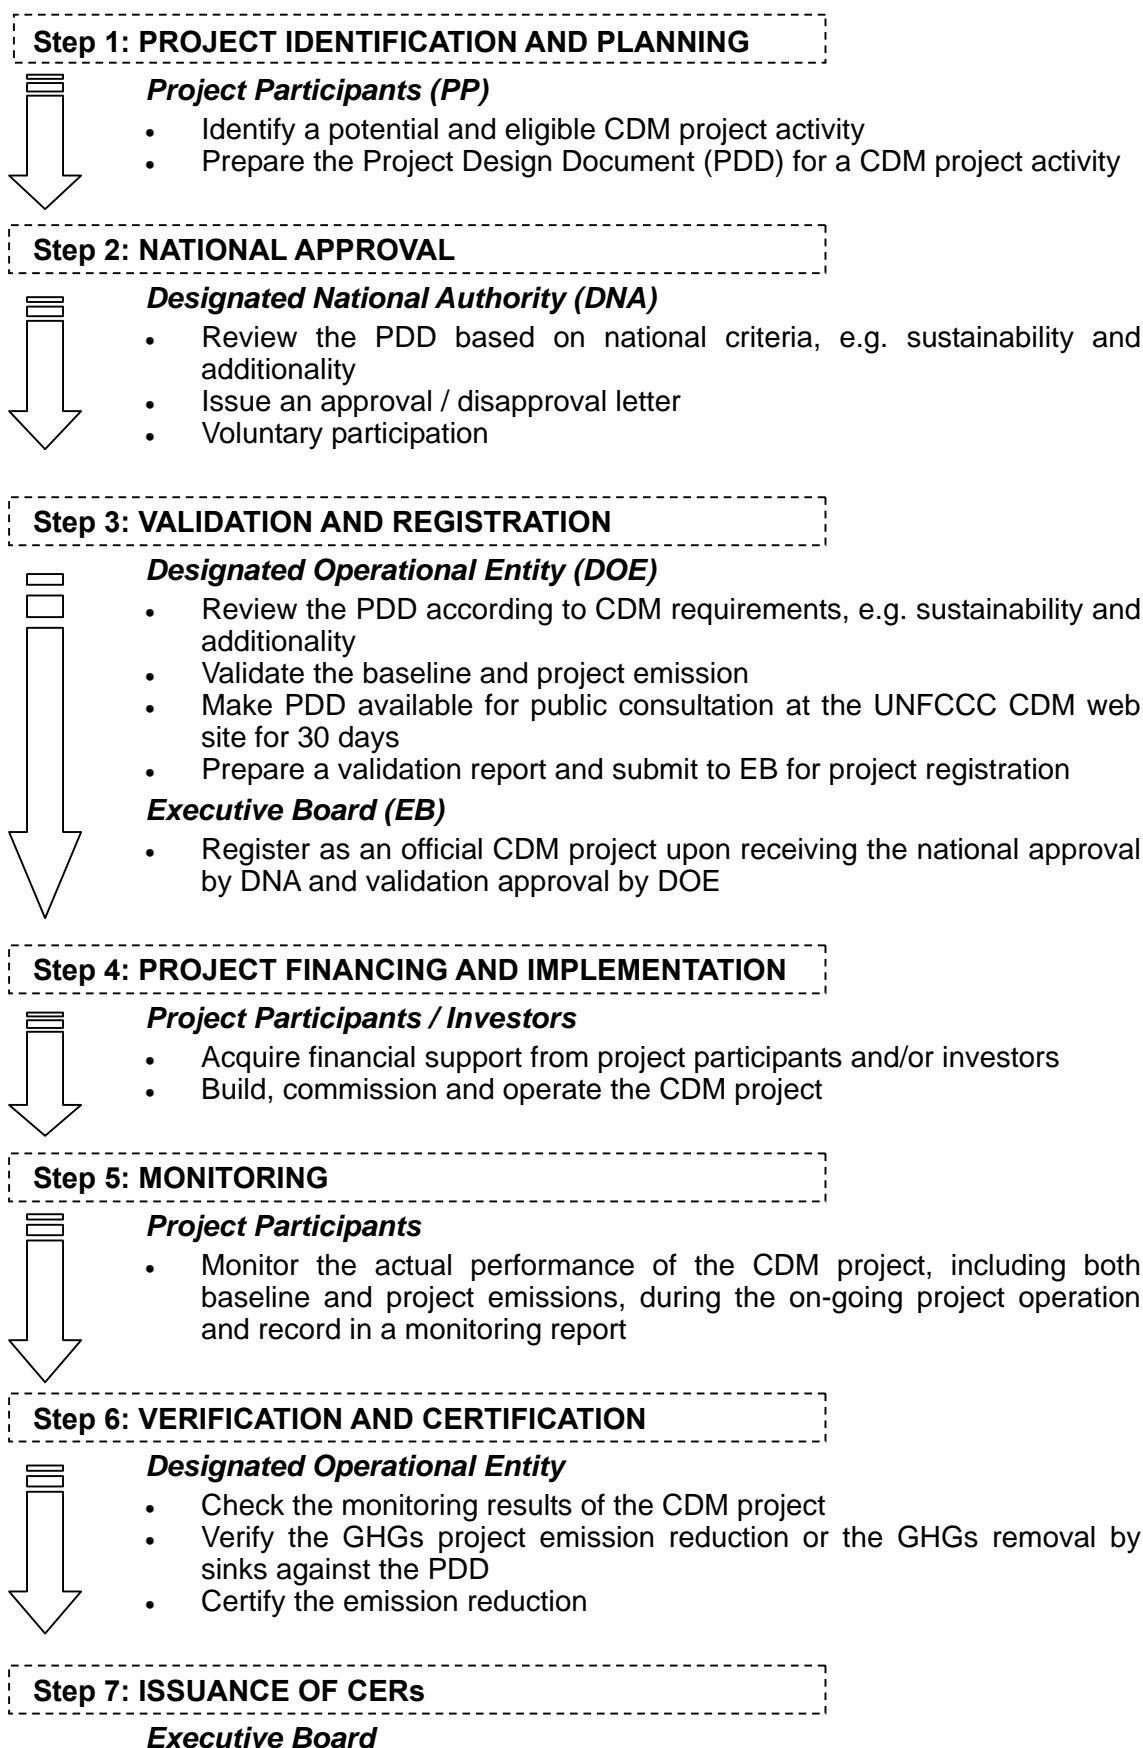 Step 1: PROJECT IDENTIFICATION AND PLANNING
Project Participants (PP)
• Identify a potential and eligible CDM project activity
• Prepare the Project Design Document (PDD) for a CDM project activity
Step 2: NATIONAL APPROVAL
Designated National Authority (DNA)
• Review the PDD based on national criteria, e.g. sustainability and
additionality
• Issue an approval / disapproval letter
• Voluntary participation
Step 3: VALIDATION AND REGISTRATION
Designated Operational Entity (DOE)
• Review the PDD according to CDM requirements, e.g. sustainability and
additionality
• Validate the baseline and project emission
• Make PDD available for public consultation at the UNFCCC CDM web
site for 30 days
• Prepare a validation report and submit to EB for project registration
Executive Board (EB)
• Register as an official CDM project upon receiving the national approval
by DNA and validation approval by DOE
Step 4: PROJECT FINANCING AND IMPLEMENTATION
Project Participants / Investors
• Acquire financial support from project participants and/or investors
• Build, commission and operate the CDM project
Step 5: MONITORING
Project Participants
• Monitor the actual performance of the CDM project, including both
baseline and project emissions, during the on-going project operation
and record in a monitoring report
Step 6: VERIFICATION AND CERTIFICATION
Designated Operational Entity
• Check the monitoring results of the CDM project
• Verify the GHGs project emission reduction or the GHGs removal by
sinks against the PDD
• Certify the emission reduction
Step 7: ISSUANCE OF CERs
Executive Board